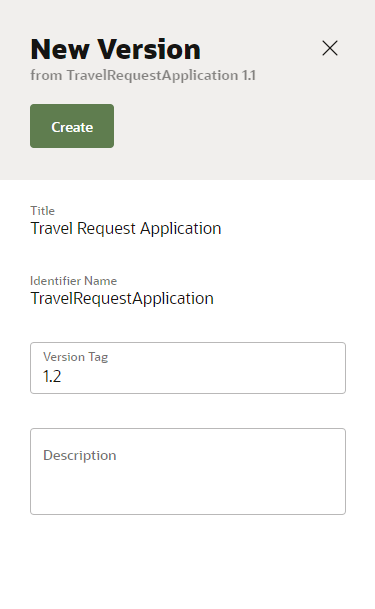 New Version
from TravelRequestApplication 1.1
Create
Title
Travel Request Application
Identifier Name
TravelRequestApplication
Version Tag
1.2
Description